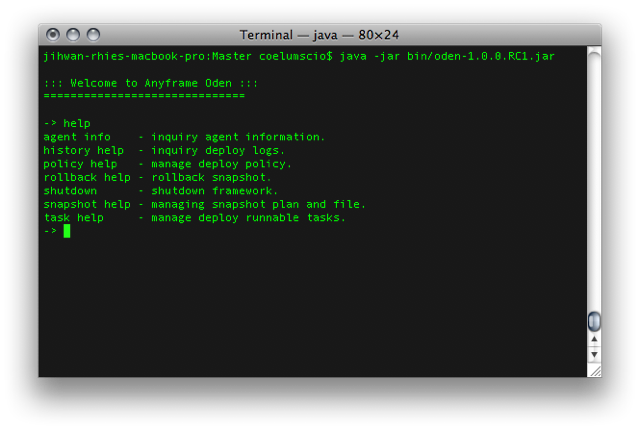 Terminal — java — 80×24
jihwan-rhies-macbook-pro:Master coelumscio$ java -jar bin/oden-1.0.0.RC1.jar
::: Welcome to Anyframe Oden :::
==============================
-> help
agent info    - inquiry agent information.
history help  - inquiry deploy logs.
policy help   - manage deploy policy.
rollback help - rollback snapshot.
shutdown      - shutdown framework.
snapshot help - managing snapshot plan and file.
task help     - manage deploy runnable tasks.
->